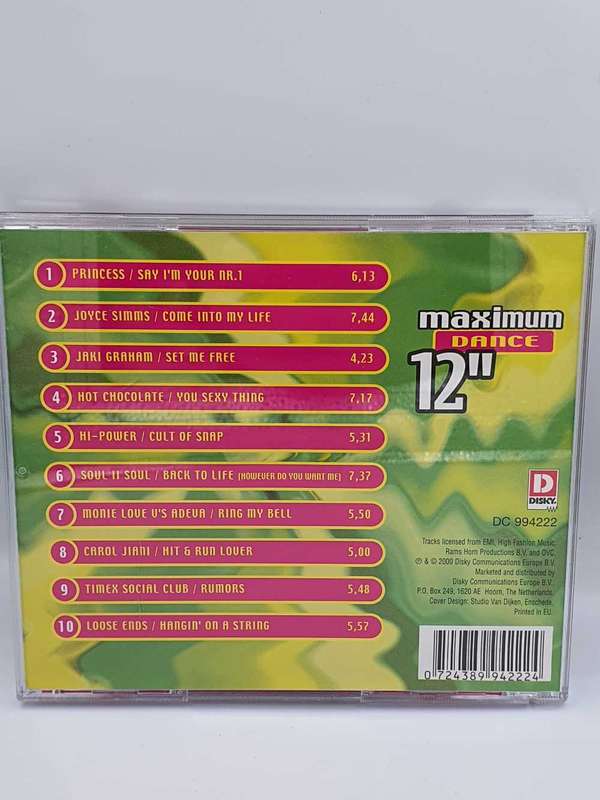 1 PRINCESS / SAY I'M YOUR NR.1 6,13
2 JOYCE SIMMS / COME INTO MY LIFE 7,44
3 JAKI GRAHAM / SET ME FREE 4,23
4 HOT CHOCOLATE / YOU SEXY THING 7,17
5 HI-POWER / CULT OF SNAP 5,31
6 SOUL II SOUL / BACK TO LIFE (HOWEVER DO YOU WANT ME) 7,37
7 MONIE LOVE V'S ADEVA / RING MY BELL 5,50
8 CAROL JIANI / HIT & RUN LOVER 5,00
9 TIMEX SOCIAL CLUB / RUMORS 5,48
10 LOOSE ENDS / HANGIN' ON A STRING 5,57
maximum
DANCE
12"
D
DISKY
DC 994222
Tracks licensed from EMI, High Fashion Music,
Rams Horn Productions B.V. and OVC.
℗ & © 2000 Disky Communications Europe B.V.
Marketed and distributed by
Disky Communications Europe B.V.
P.O. Box 249, 1620 AE Hoorn, The Netherlands.
Cover Design: Studio Van Dijken, Enschede.
Printed in EU.
0 724389 942224